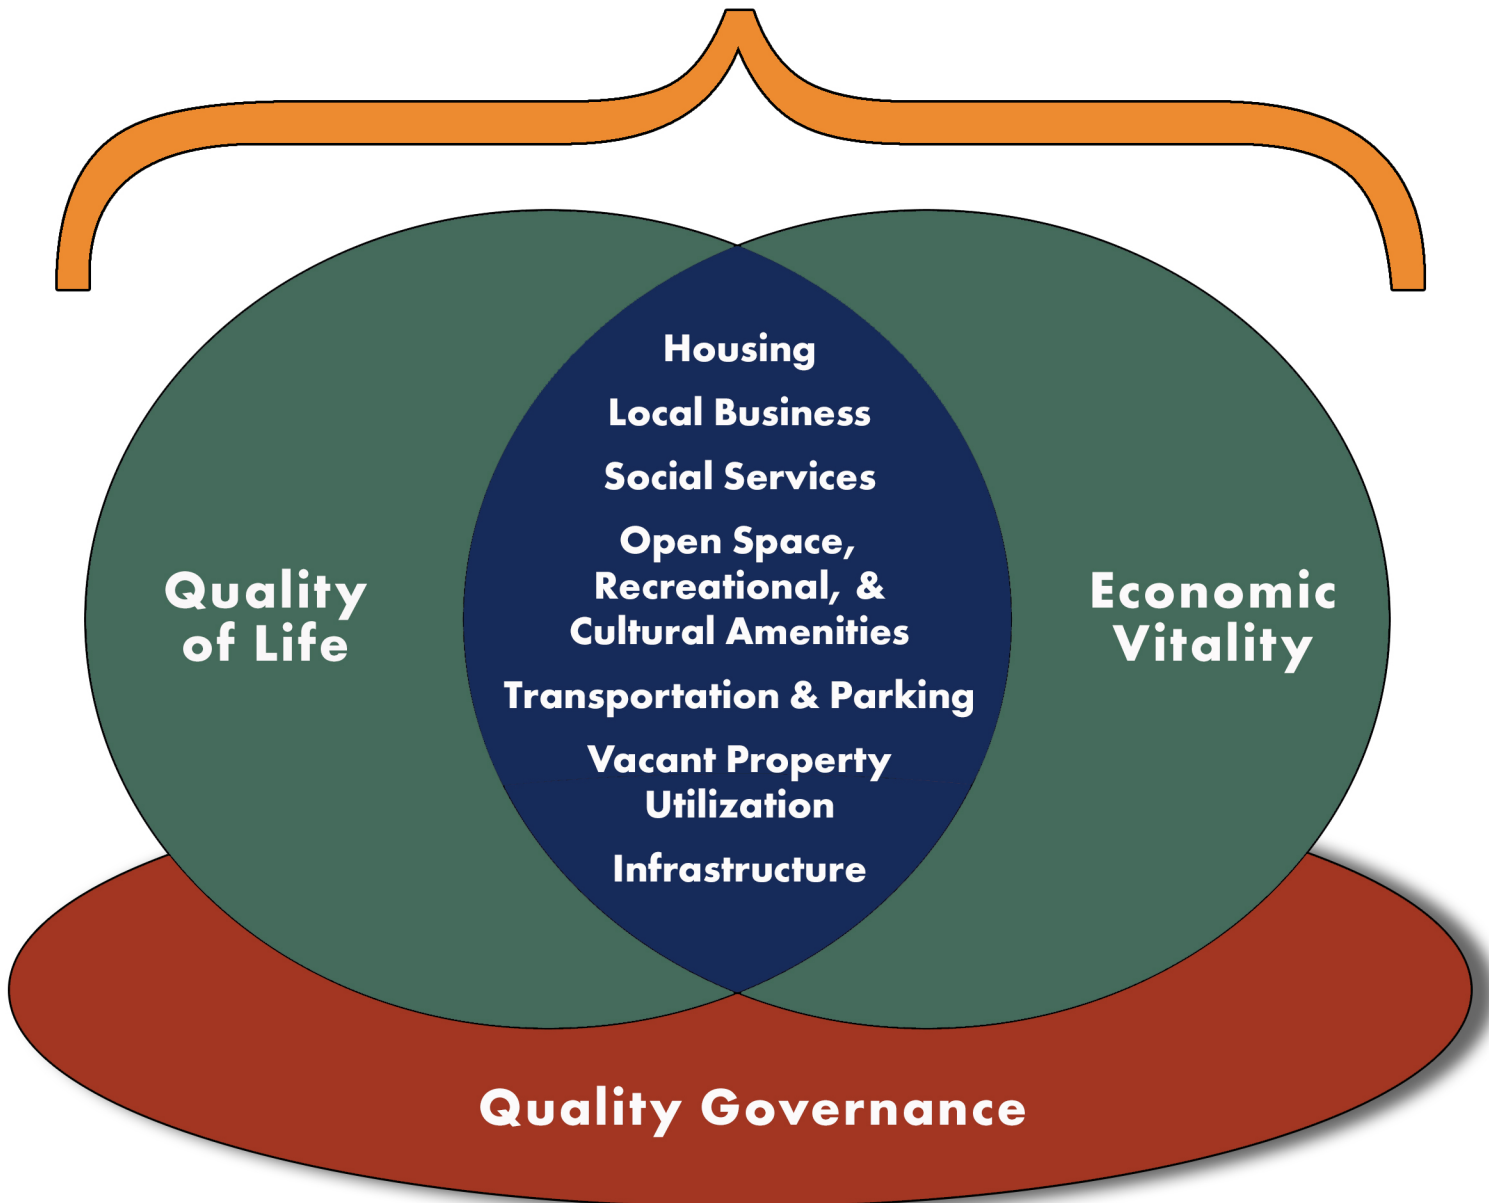 Housing
Local Business
Social Services
Open Space,
Recreational, &
Cultural Amenities
Transportation & Parking
Vacant Property
Utilization
Infrastructure
Quality
of Life
Economic
Vitality
Quality Governance